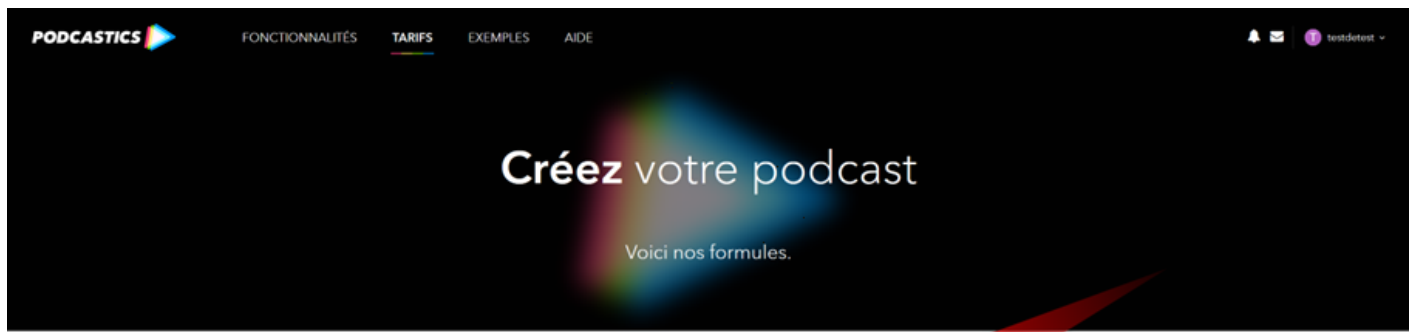 PODCASTICS
FONCTIONNALITÉS TARIFS EXEMPLES AIDE
T testdetest
Créez votre podcast
Voici nos formules.